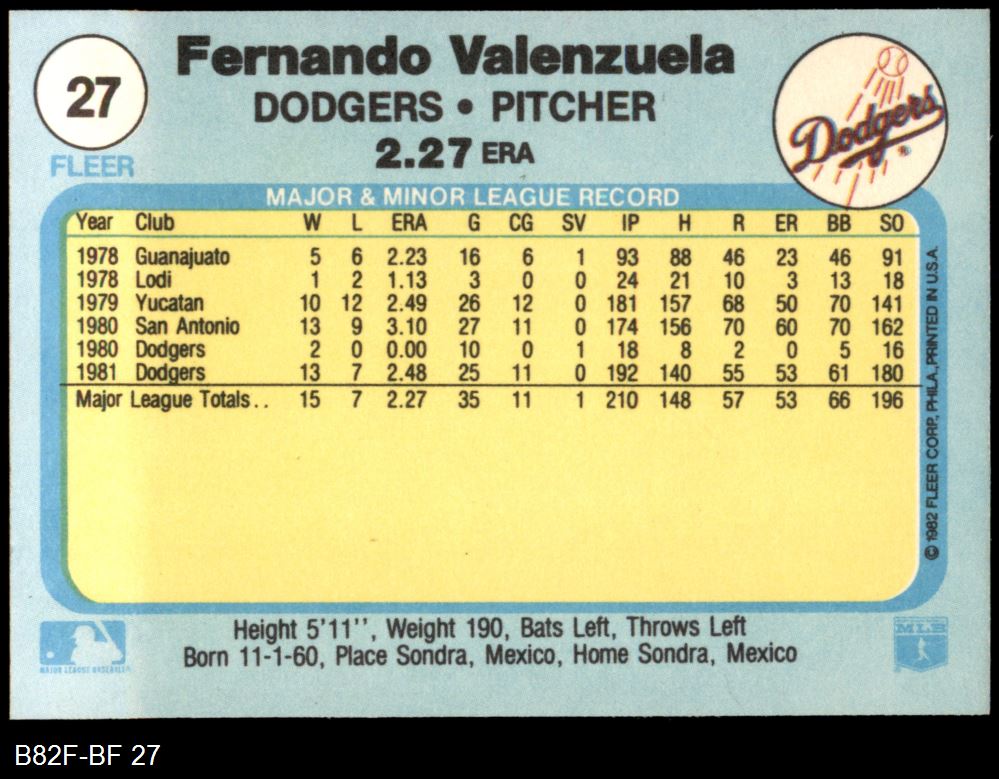 27
FLEER
Fernando Valenzuela
DODGERS • PITCHER
2.27 ERA
Dodgers ®
MAJOR & MINOR LEAGUE RECORD
Year Club W L ERA G CG SV IP H R ER BB SO
1978 Guanajuato 5 6 2.23 16 6 1 93 88 46 23 46 91
1978 Lodi 1 2 1.13 3 0 0 24 21 10 3 13 18
1979 Yucatan 10 12 2.49 26 12 0 181 157 68 50 70 141
1980 San Antonio 13 9 3.10 27 11 0 174 156 70 60 70 162
1980 Dodgers 2 0 0.00 10 0 1 18 8 2 0 5 16
1981 Dodgers 13 7 2.48 25 11 0 192 140 55 53 61 180
Major League Totals.. 15 7 2.27 35 11 1 210 148 57 53 66 196
© 1982 FLEER CORP., PHILA., PRINTED IN U.S.A.
Height 5'11'', Weight 190, Bats Left, Throws Left
Born 11-1-60, Place Sondra, Mexico, Home Sondra, Mexico
MAJOR LEAGUE BASEBALL
MLB
B82F-BF 27